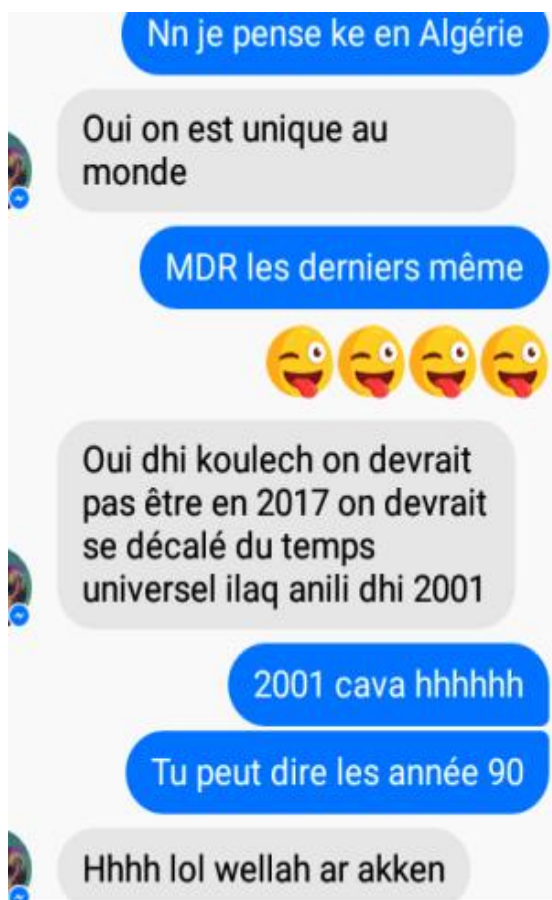 Nn je pense ke en Algérie
Oui on est unique au
monde
MDR les derniers même
Oui dhi koulech on devrait
pas être en 2017 on devrait
se décalé du temps
universel ilaq anili dhi 2001
2001 cava hhhhhh
Tu peut dire les année 90
Hhhh lol wellah ar akken